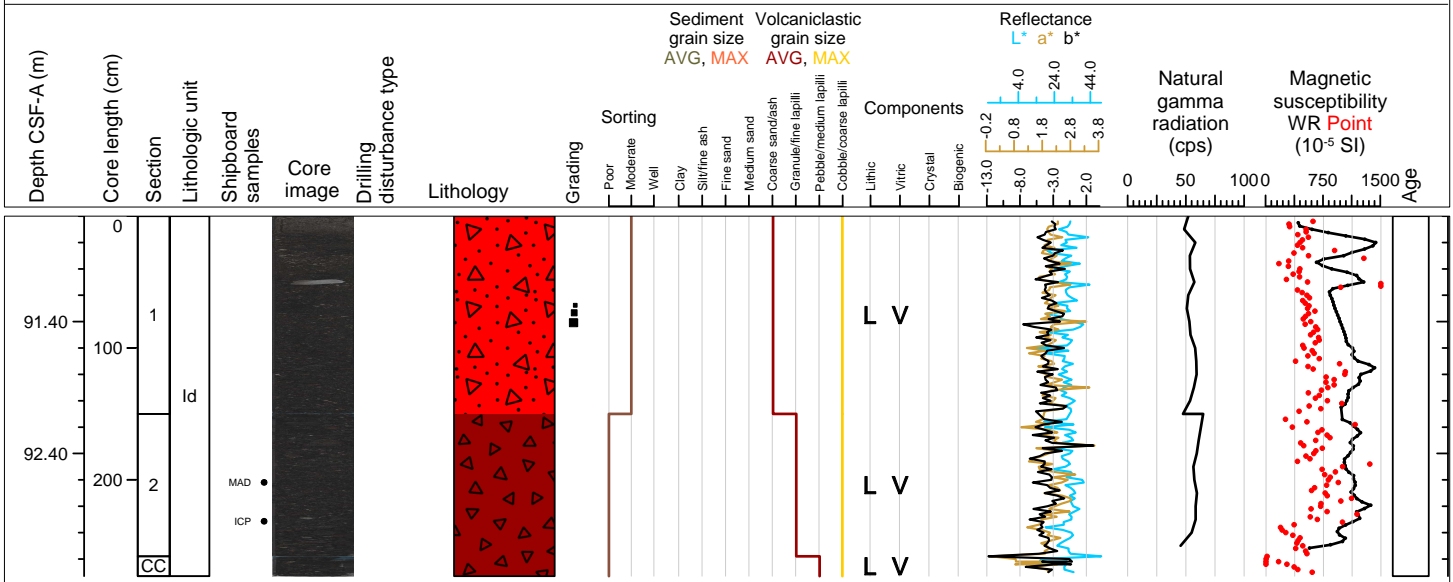 Depth CSF-A (m)
Core length (cm)
Section
Lithologic unit
Shipboard
samples
Core
image
Drilling
disturbance type
Lithology
Grading
Sorting
Poor
Moderate
Well
Sediment
grain size
AVG, MAX
Volcaniclastic
grain size
AVG, MAX
Clay
Silt/fine ash
Fine sand
Medium sand
Coarse sand/ash
Granule/fine lapilli
Pebble/medium lapilli
Cobble/coarse lapilli
Components
Lithic
Vitric
Crystal
Biogenic
Reflectance
L* a* b*
4.0 24.0 44.0
-0.2 0.8 1.8 2.8 3.8
-13.0 -8.0 -3.0 2.0
Natural
gamma
radiation
(cps)
0 50 100
Magnetic
susceptibility
WR Point
(10-5 SI)
0 750 1500
Age
0
1
91.40
L V
100
Id
92.40
200
2
MAD
L V
ICP
CC
L V